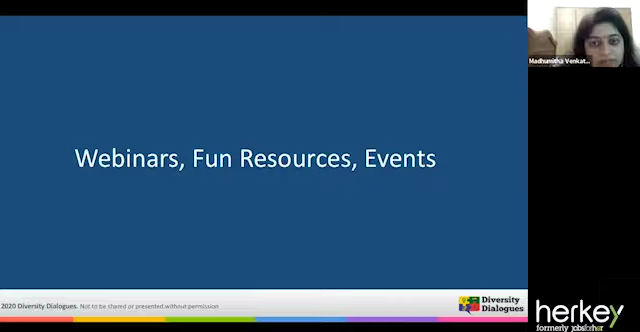 Madhumitha Venkat...
Webinars, Fun Resources, Events
2020 Diversity Dialogues. Not to be shared or presented without permission
Diversity
Dialogues
herkey
formerly jobsforher